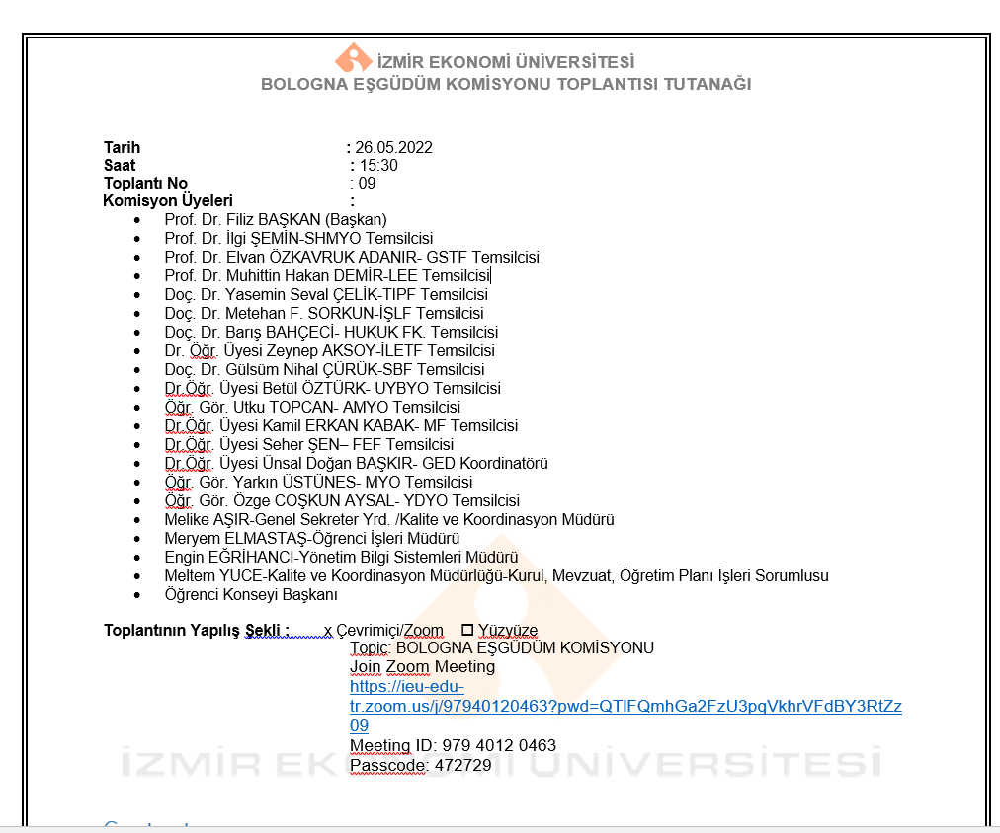 İZMİR EKONOMİ ÜNİVERSİTESİ
BOLOGNA EŞGÜDÜM KOMİSYONU TOPLANTISI TUTANAĞI
Tarih : 26.05.2022
Saat : 15:30
Toplantı No : 09
Komisyon Üyeleri :
• Prof. Dr. Filiz BAŞKAN (Başkan)
• Prof. Dr. İlgi ŞEMİN-SHMYO Temsilcisi
• Prof. Dr. Elvan ÖZKAVRUK ADANIR- GSTF Temsilcisi
• Prof. Dr. Muhittin Hakan DEMİR-LEE Temsilcisi
• Doç. Dr. Yasemin Seval ÇELİK-TIPF Temsilcisi
• Doç. Dr. Metehan F. SORKUN-İŞLF Temsilcisi
• Doç. Dr. Barış BAHÇECİ- HUKUK FK. Temsilcisi
• Dr. Öğr. Üyesi Zeynep AKSOY-İLETF Temsilcisi
• Doç. Dr. Gülsüm Nihal ÇÜRÜK-SBF Temsilcisi
• Dr.Öğr. Üyesi Betül ÖZTÜRK- UYBYO Temsilcisi
• Öğr. Gör. Utku TOPCAN- AMYO Temsilcisi
• Dr.Öğr. Üyesi Kamil ERKAN KABAK- MF Temsilcisi
• Dr.Öğr. Üyesi Seher ŞEN– FEF Temsilcisi
• Dr.Öğr. Üyesi Ünsal Doğan BAŞKIR- GED Koordinatörü
• Öğr. Gör. Yarkın ÜSTÜNES- MYO Temsilcisi
• Öğr. Gör. Özge COŞKUN AYSAL- YDYO Temsilcisi
• Melike AŞIR-Genel Sekreter Yrd. /Kalite ve Koordinasyon Müdürü
• Meryem ELMASTAŞ-Öğrenci İşleri Müdürü
• Engin EĞRİHANCI-Yönetim Bilgi Sistemleri Müdürü
• Meltem YÜCE-Kalite ve Koordinasyon Müdürlüğü-Kurul, Mevzuat, Öğretim Planı İşleri Sorumlusu
• Öğrenci Konseyi Başkanı
Toplantının Yapılış Şekli : x Çevrimiçi/Zoom ☐ Yüzyüze
Topic: BOLOGNA EŞGÜDÜM KOMİSYONU
Join Zoom Meeting
https://ieu-edu-
tr.zoom.us/j/97940120463?pwd=QTlFQmhGa2FzU3pqVkhrVFdBY3RtZz
09
Meeting ID: 979 4012 0463
Passcode: 472729
İZMİR EKONOMİ ÜNİVERSİTESİ